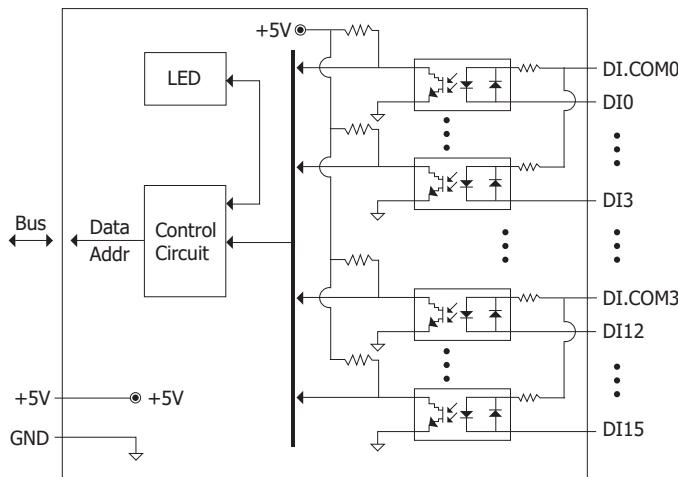 +5V
LED
DI.COM0
DI0
DI3
Bus
Data
Addr
Control
Circuit
DI.COM3
DI12
+5V
+5V
GND
DI15